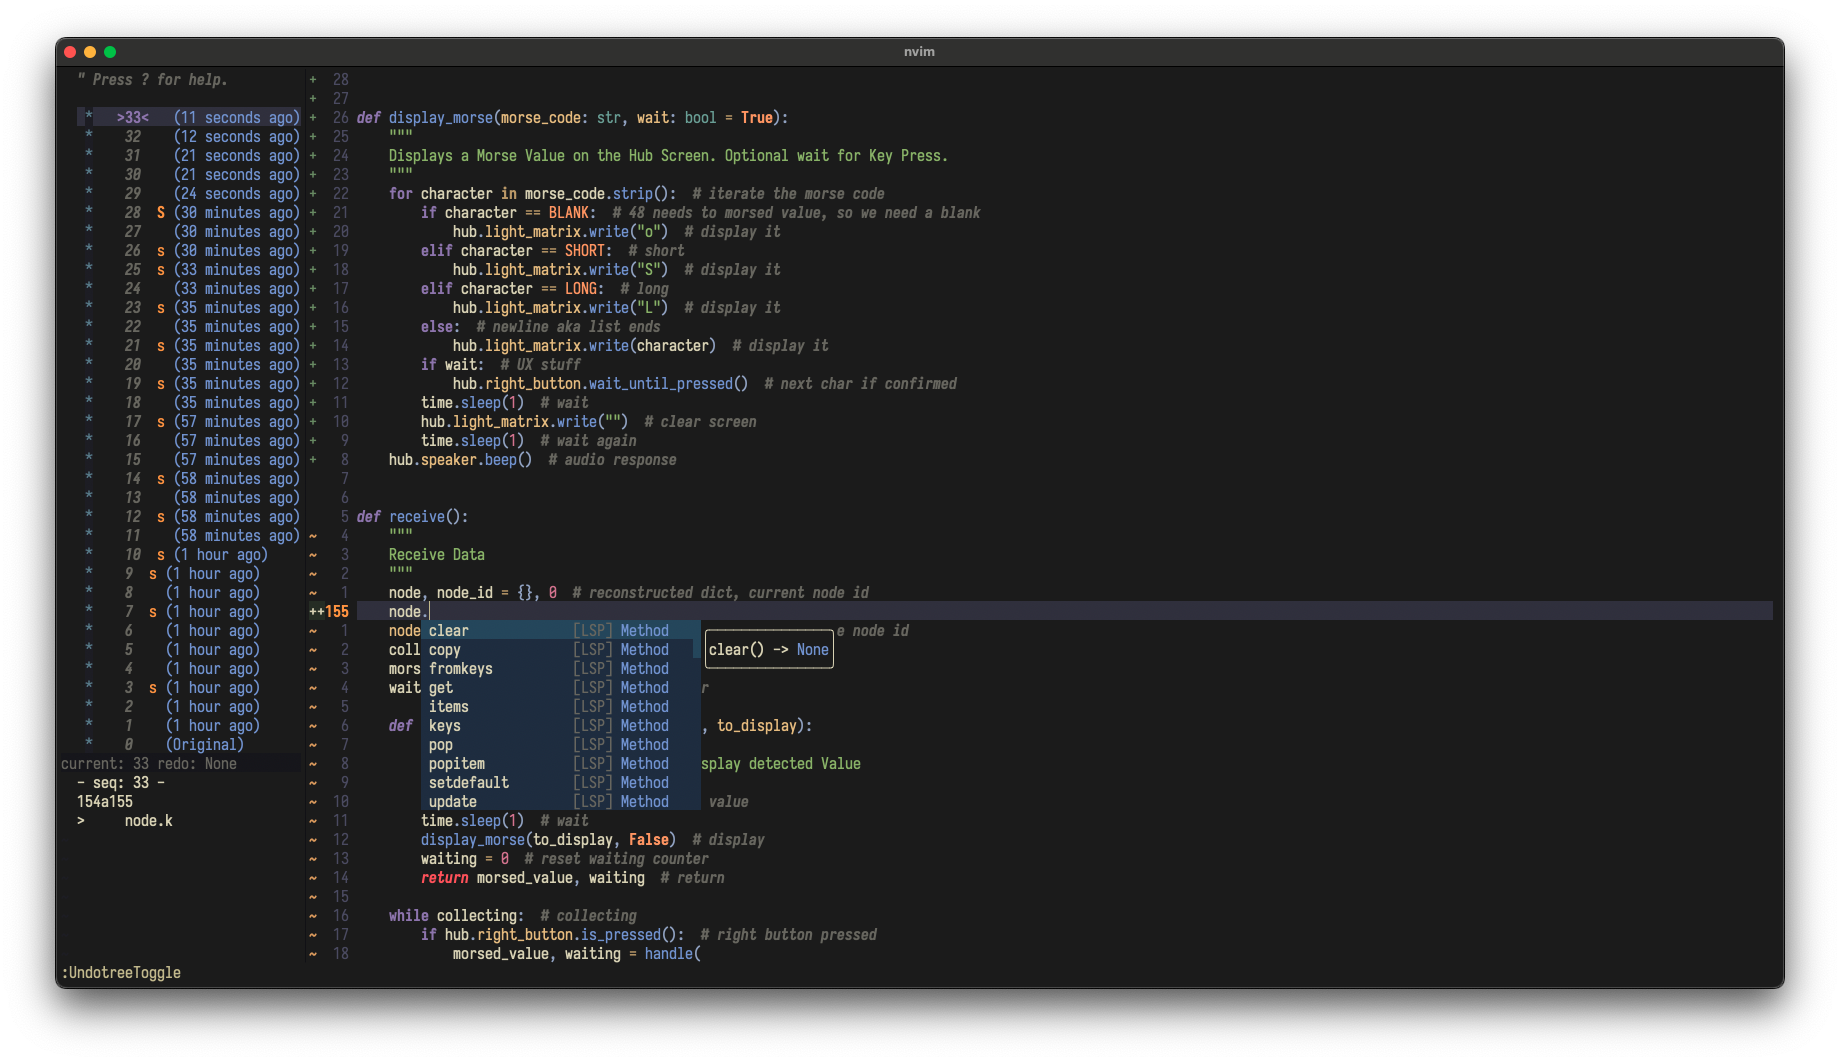 nvim
" Press ? for help.
*   >33<   (11 seconds ago)
*    32    (12 seconds ago)
*    31    (21 seconds ago)
*    30    (21 seconds ago)
*    29    (24 seconds ago)
*    28  S (30 minutes ago)
*    27    (30 minutes ago)
*    26  s (30 minutes ago)
*    25  s (33 minutes ago)
*    24    (33 minutes ago)
*    23  s (35 minutes ago)
*    22    (35 minutes ago)
*    21  s (35 minutes ago)
*    20    (35 minutes ago)
*    19  s (35 minutes ago)
*    18    (35 minutes ago)
*    17  s (57 minutes ago)
*    16    (57 minutes ago)
*    15    (57 minutes ago)
*    14  s (58 minutes ago)
*    13    (58 minutes ago)
*    12  s (58 minutes ago)
*    11    (58 minutes ago)
*    10  s (1 hour ago)
*    9  s (1 hour ago)
*    8    (1 hour ago)
*    7  s (1 hour ago)
*    6    (1 hour ago)
*    5    (1 hour ago)
*    4    (1 hour ago)
*    3  s (1 hour ago)
*    2    (1 hour ago)
*    1    (1 hour ago)
*    0    (Original)
current: 33 redo: None
- seq: 33 -
154a155
>     node.k
+  28
+  27
+  26 def display_morse(morse_code: str, wait: bool = True):
+  25     """
+  24     Displays a Morse Value on the Hub Screen. Optional wait for Key Press.
+  23     """
+  22     for character in morse_code.strip():  # iterate the morse code
+  21         if character == BLANK:  # 48 needs to morsed value, so we need a blank
+  20             hub.light_matrix.write("o")  # display it
+  19         elif character == SHORT:  # short
+  18             hub.light_matrix.write("S")  # display it
+  17         elif character == LONG:  # long
+  16             hub.light_matrix.write("L")  # display it
+  15         else:  # newline aka list ends
+  14             hub.light_matrix.write(character)  # display it
+  13         if wait:  # UX stuff
+  12             hub.right_button.wait_until_pressed()  # next char if confirmed
+  11         time.sleep(1)  # wait
+  10         hub.light_matrix.write("")  # clear screen
+   9         time.sleep(1)  # wait again
+   8     hub.speaker.beep()  # audio response
7
6
5 def receive():
~   4     """
~   3     Receive Data
~   2     """
~   1     node, node_id = {}, 0  # reconstructed dict, current node id
++155     node.
~   1     node e node id
~   2     coll
~   3     mors
~   4     wait r
~   5
~   6     def , to_display):
~   7
~   8 splay detected Value
~   9
~  10 value
~  11         time.sleep(1)  # wait
~  12         display_morse(to_display, False)  # display
~  13         waiting = 0  # reset waiting counter
~  14         return morsed_value, waiting  # return
~  15
~  16     while collecting:  # collecting
~  17         if hub.right_button.is_pressed():  # right button pressed
~  18             morsed_value, waiting = handle(
clear [LSP] Method
copy [LSP] Method
fromkeys [LSP] Method
get [LSP] Method
items [LSP] Method
keys [LSP] Method
pop [LSP] Method
popitem [LSP] Method
setdefault [LSP] Method
update [LSP] Method
clear() -> None
:UndotreeToggle